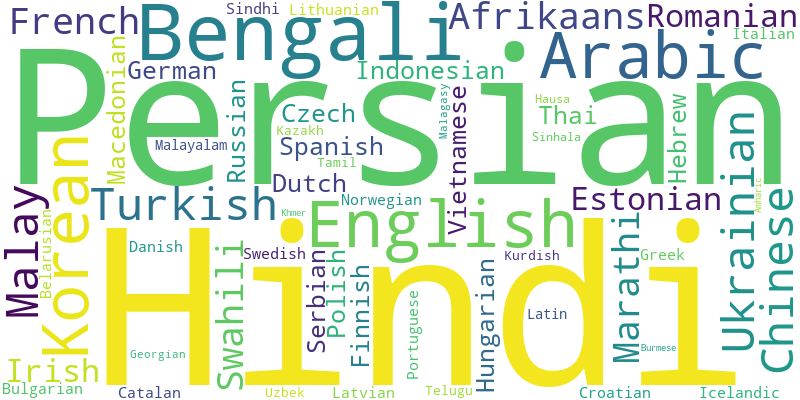 French
Bengali
Sindhi
Lithuanian
Afrikaans
Romanian
Italian
Persian
Macedonian
German
Indonesian
Arabic
Russian
Czech
Kazakh
Malayalam
Spanish
Tamil
Malagasy
Vietnamese
Hausa
Thai
Sinhala
Hebrew
Korean
Malay
Belarusian
Turkish
Dutch
Norwegian
Khmer
English
Estonian
Amharic
Ukrainian
Chinese
Hindi
Danish
Swahili
Swedish
Serbian
Polish
Finnish
Portuguese
Hungarian
Kurdish
Latin
Marathi
Greek
Burmese
Georgian
Irish
Bulgarian
Catalan
Uzbek
Latvian
Telugu
Croatian
Icelandic